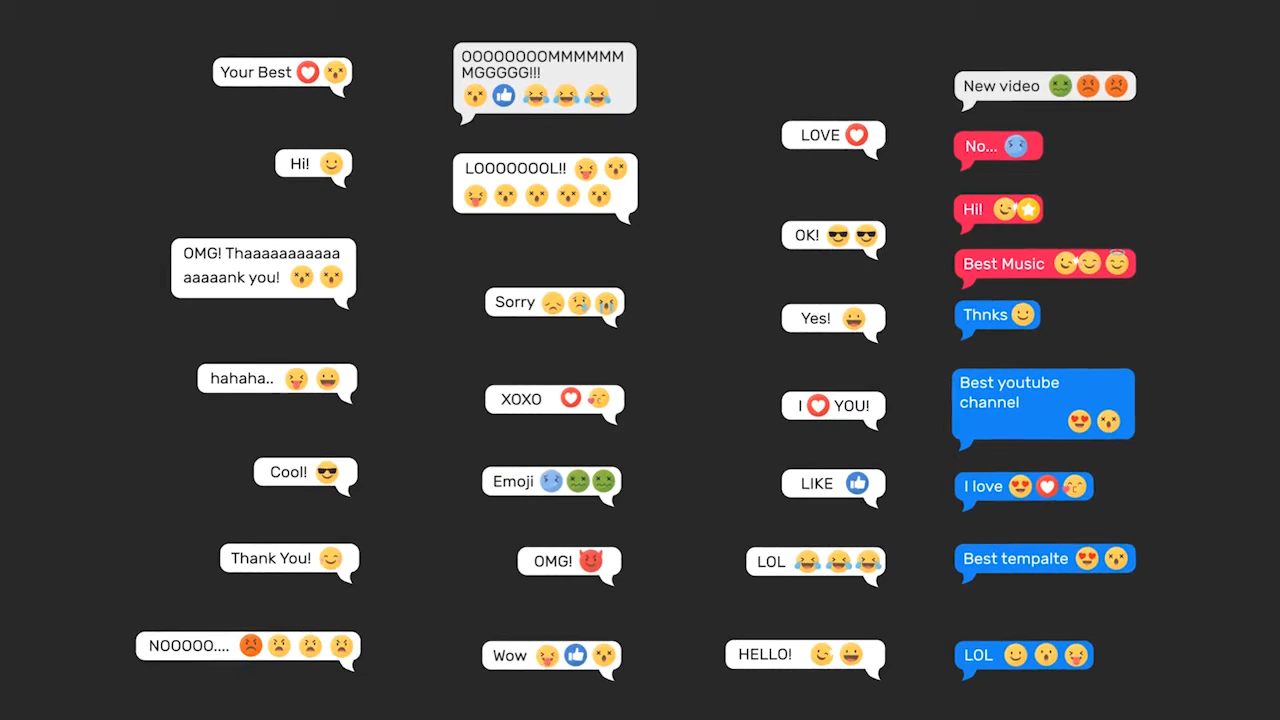 Your Best
Hi!
OMG! Thaaaaaaaaaaa
aaaaank you!
hahaha..
Cool!
Thank You!
NOOOOO....
OOOOOOOOMMMMMM
MGGGGG!!!
LOOOOOOOL!!
Sorry
XOXO
Emoji
OMG!
Wow
LOVE
OK!
Yes!
I YOU!
LIKE
LOL
HELLO!
New video
No...
Hi!
Best Music
Thnks
Best youtube
channel
I love
Best tempalte
LOL